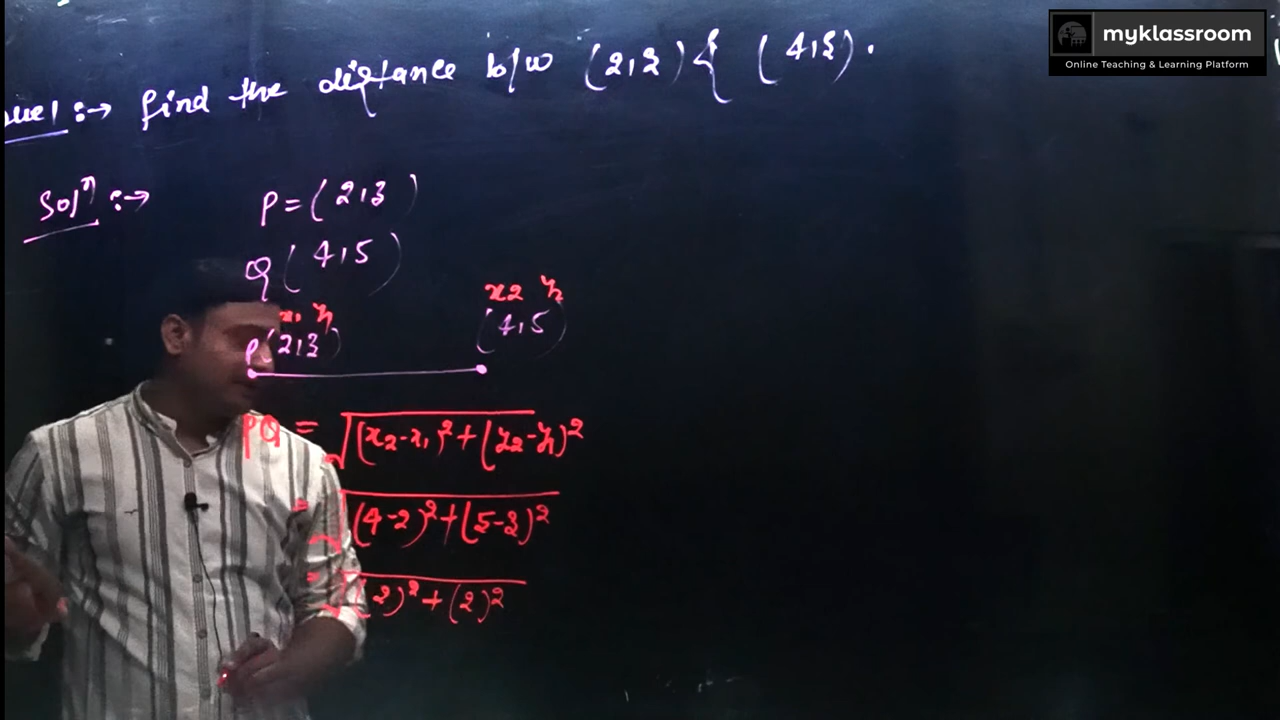 myklassroom
Online Teaching & Learning Platform
Que1 :→ find the distance b/w (2,3) & (4,5).
Solⁿ :→
P = (2,3)
Q (4,5)
x₁ y₁ x₂ y₂
P(2,3) (4,5)
PQ = √(x₂-x₁)²+(y₂-y₁)²
= √(4-2)²+(5-3)²
= √(2)²+(2)²